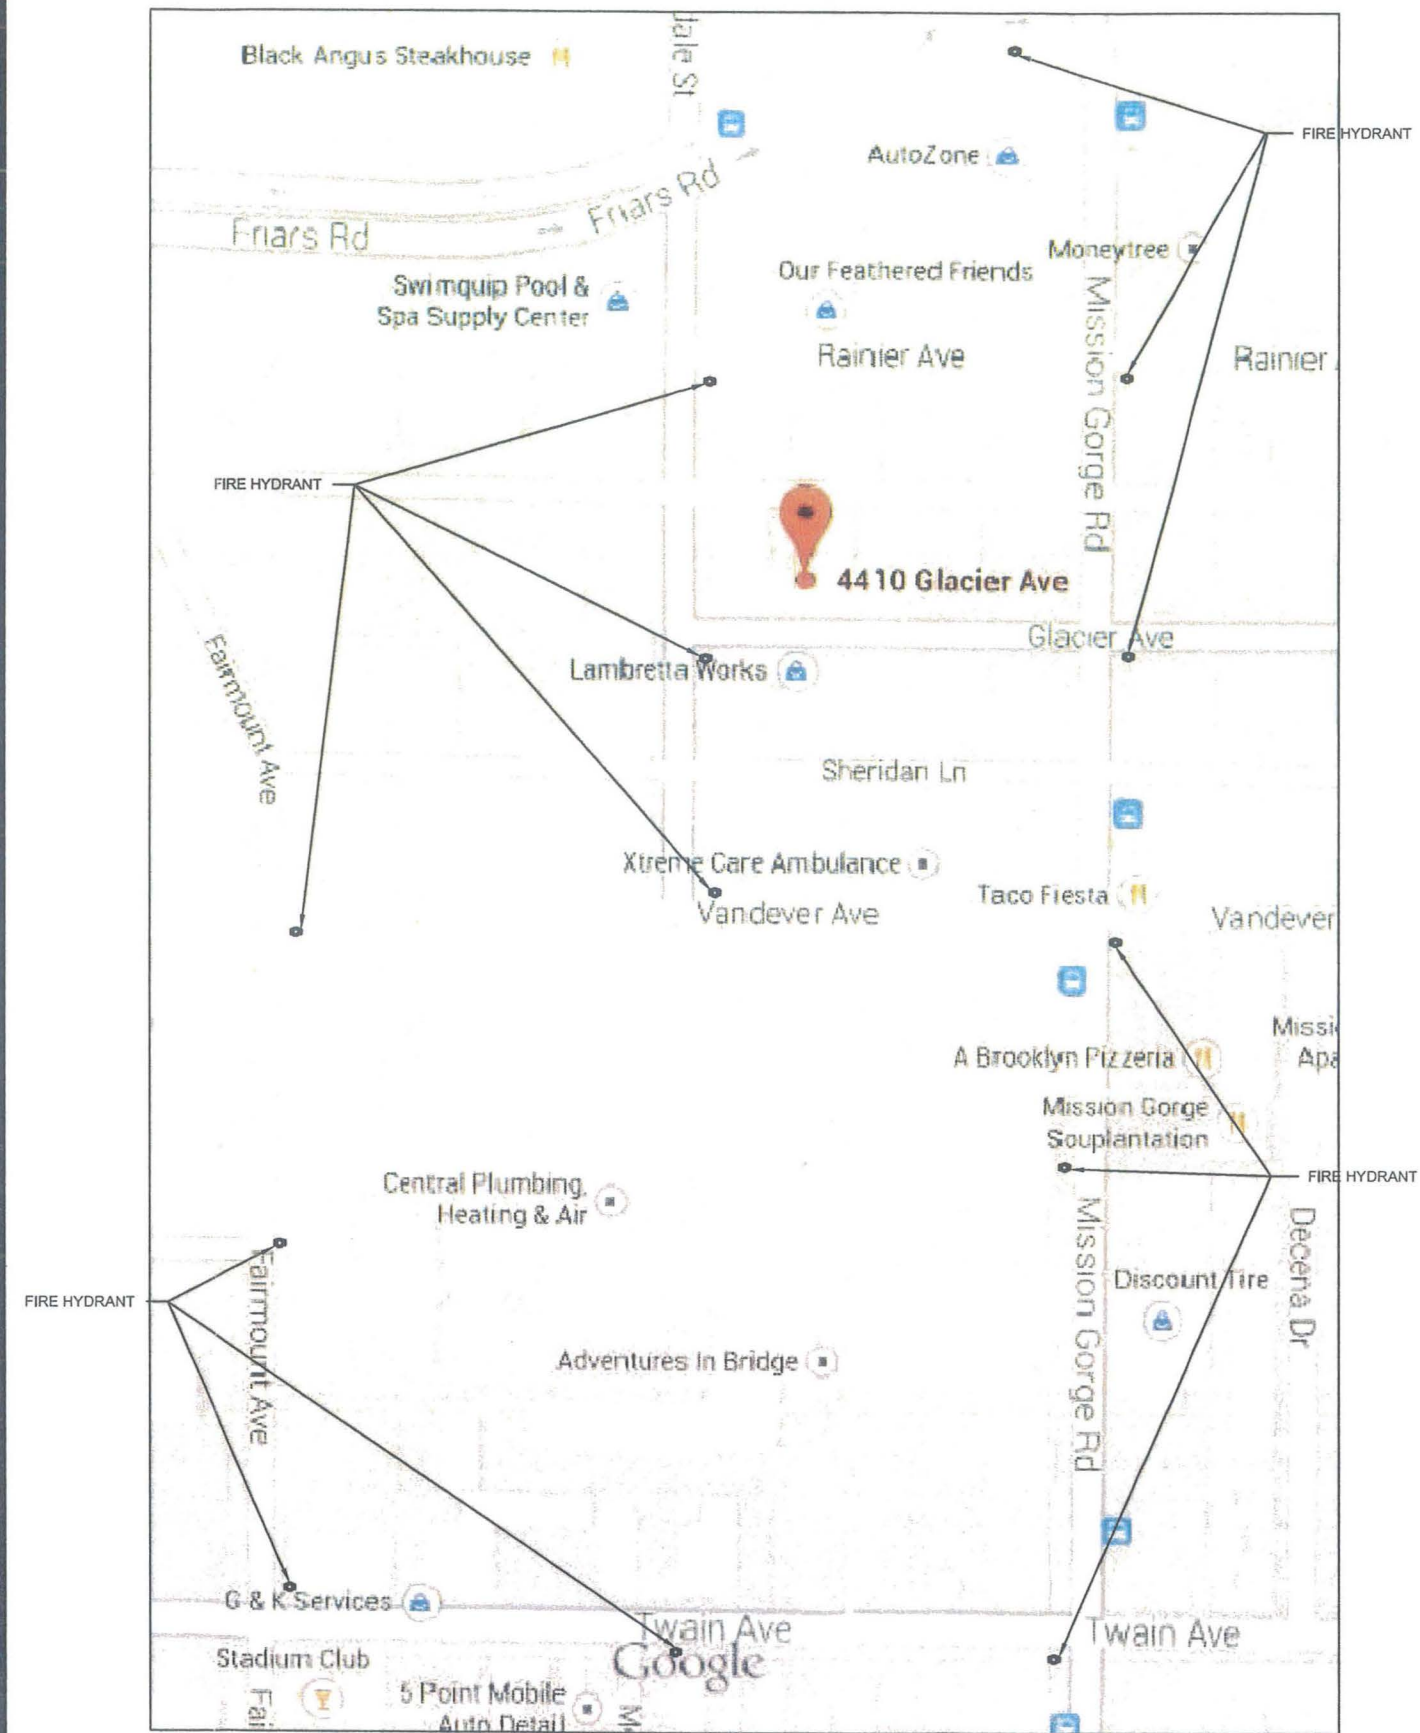 Black Angus Steakhouse
dale St
FIRE HYDRANT
AutoZone
Friars Rd
Friars Rd
Moneytree
Our Feathered Friends
Swimquip Pool &
Spa Supply Center
Mission Gorge Rd
Rainier Ave
Rainier
FIRE HYDRANT
4410 Glacier Ave
Glacier Ave
Lambretta Works
Fairmount Ave
Sheridan Ln
Xtreme Care Ambulance
Taco Fiesta
Vandever Ave
Vandever
Missi
Apa
A Brooklyn Pizzeria
Mission Gorge
Souplantation
FIRE HYDRANT
Central Plumbing,
Heating & Air
Mission Gorge Rd
Decena Dr
Discount Tire
Fairmount Ave
FIRE HYDRANT
Adventures In Bridge
G & K Services
Twain Ave
Twain Ave
Google
Stadium Club
5 Point Mobile
Auto Detail
Fai
M